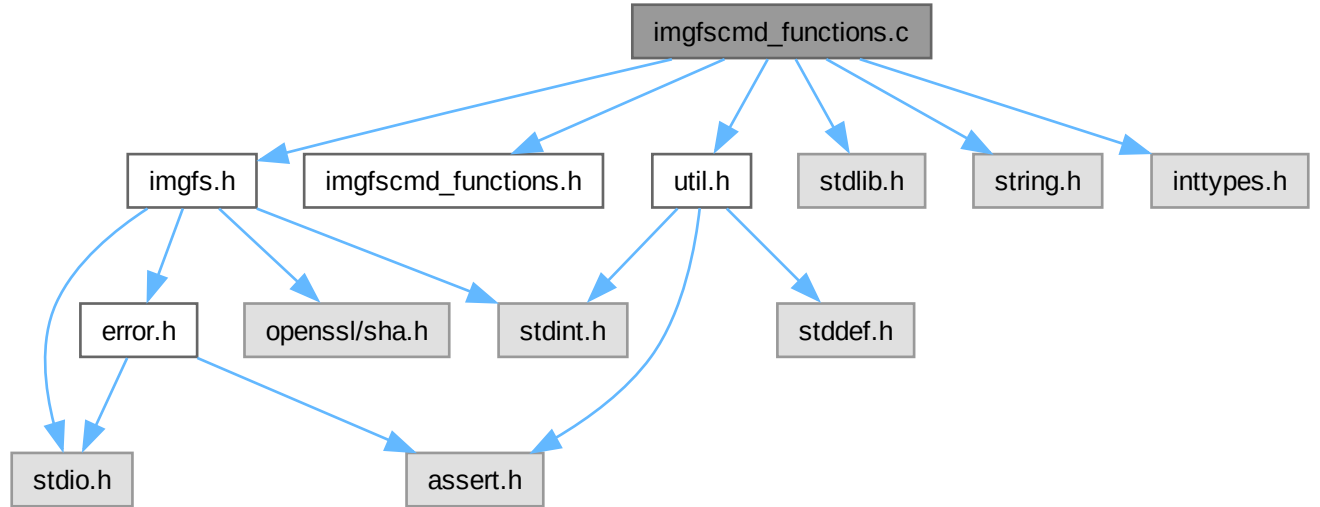 imgfscmd_functions.c
imgfs.h
imgfscmd_functions.h
util.h
stdlib.h
string.h
inttypes.h
error.h
openssl/sha.h
stdint.h
stddef.h
stdio.h
assert.h